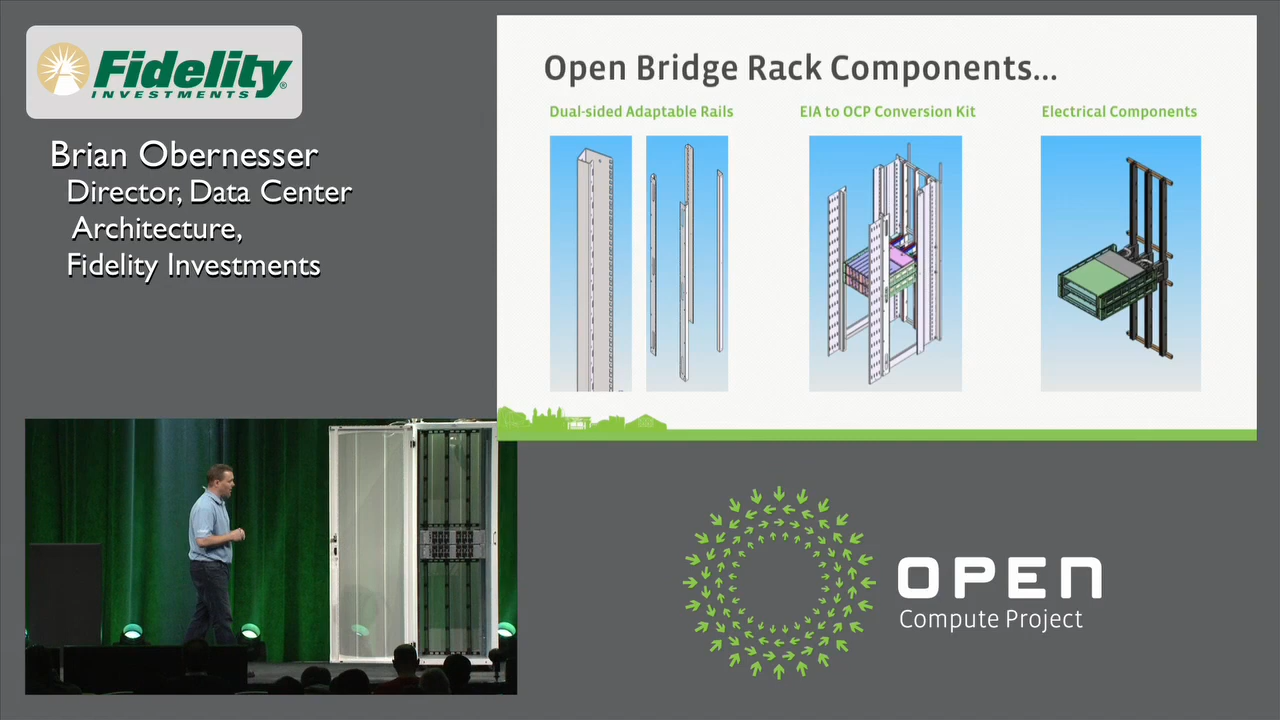 Fidelity®
INVESTMENTS
Brian Obernesser
Director, Data Center
Architecture,
Fidelity Investments
Open Bridge Rack Components...
Dual-sided Adaptable Rails
EIA to OCP Conversion Kit
Electrical Components
OPEN
Compute Project